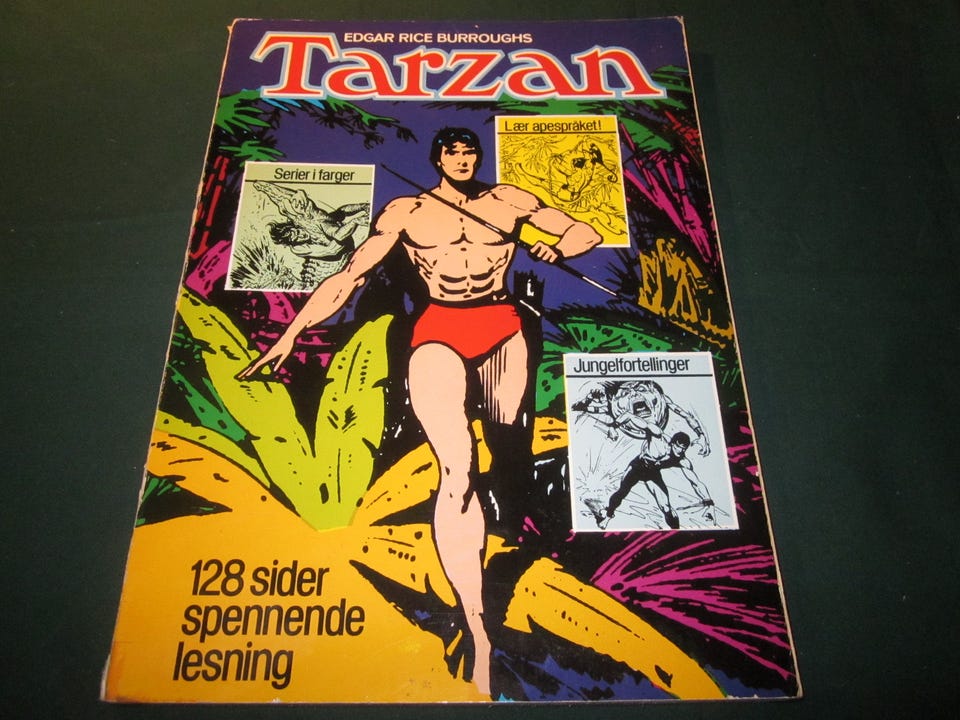 EDGAR RICE BURROUGHS
Tarzan
Lær apespråket!
Serier i farger
Jungelfortellinger
128 sider
spennende
lesning